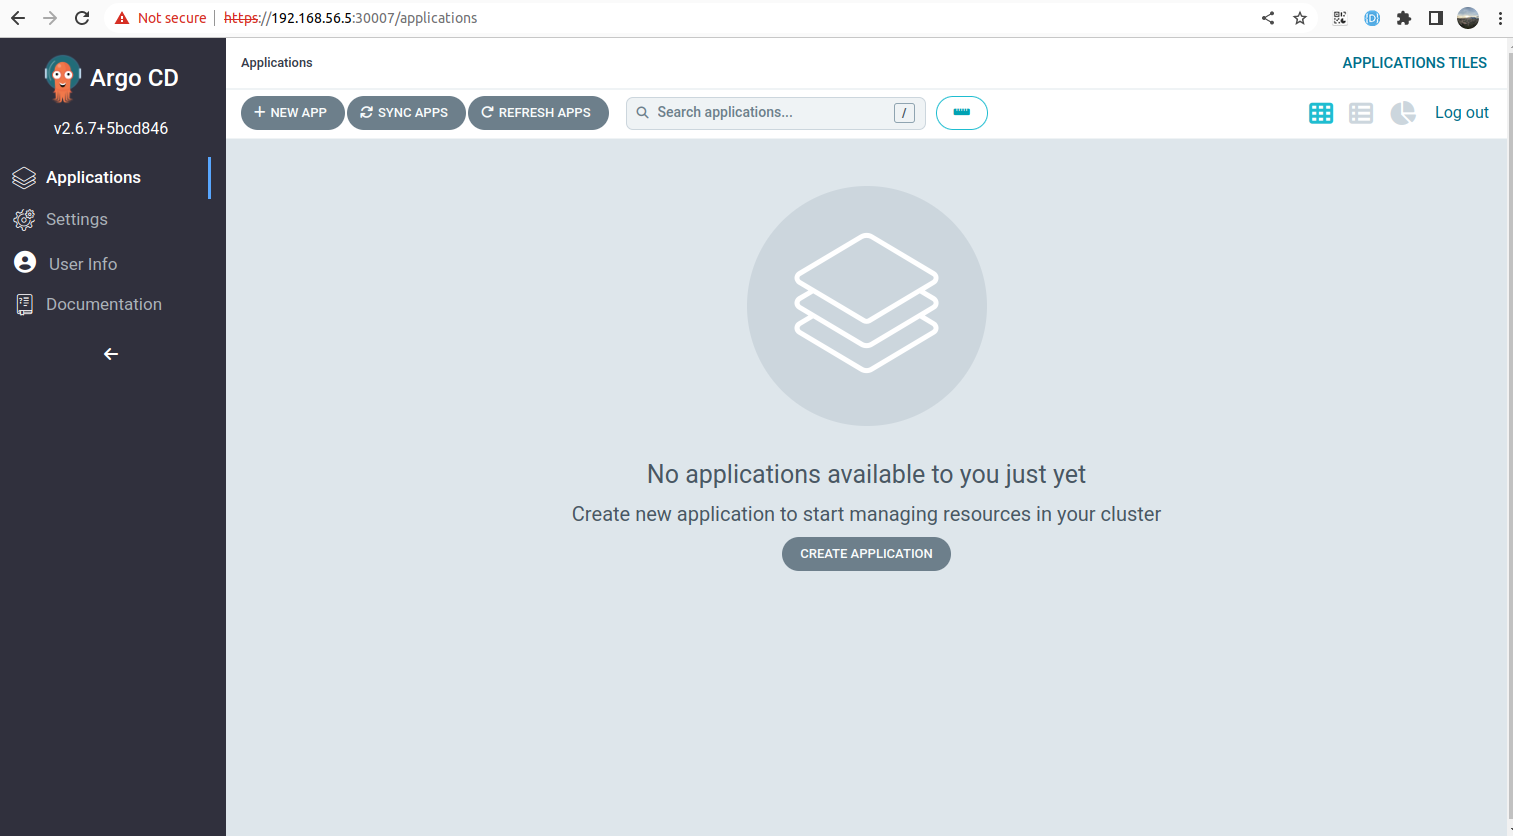 Not secure https://192.168.56.5:30007/applications
Argo CD
v2.6.7+5bcd846
Applications
Settings
User Info
Documentation
Applications
APPLICATIONS TILES
+ NEW APP SYNC APPS REFRESH APPS Search applications... / Log out
No applications available to you just yet
Create new application to start managing resources in your cluster
CREATE APPLICATION